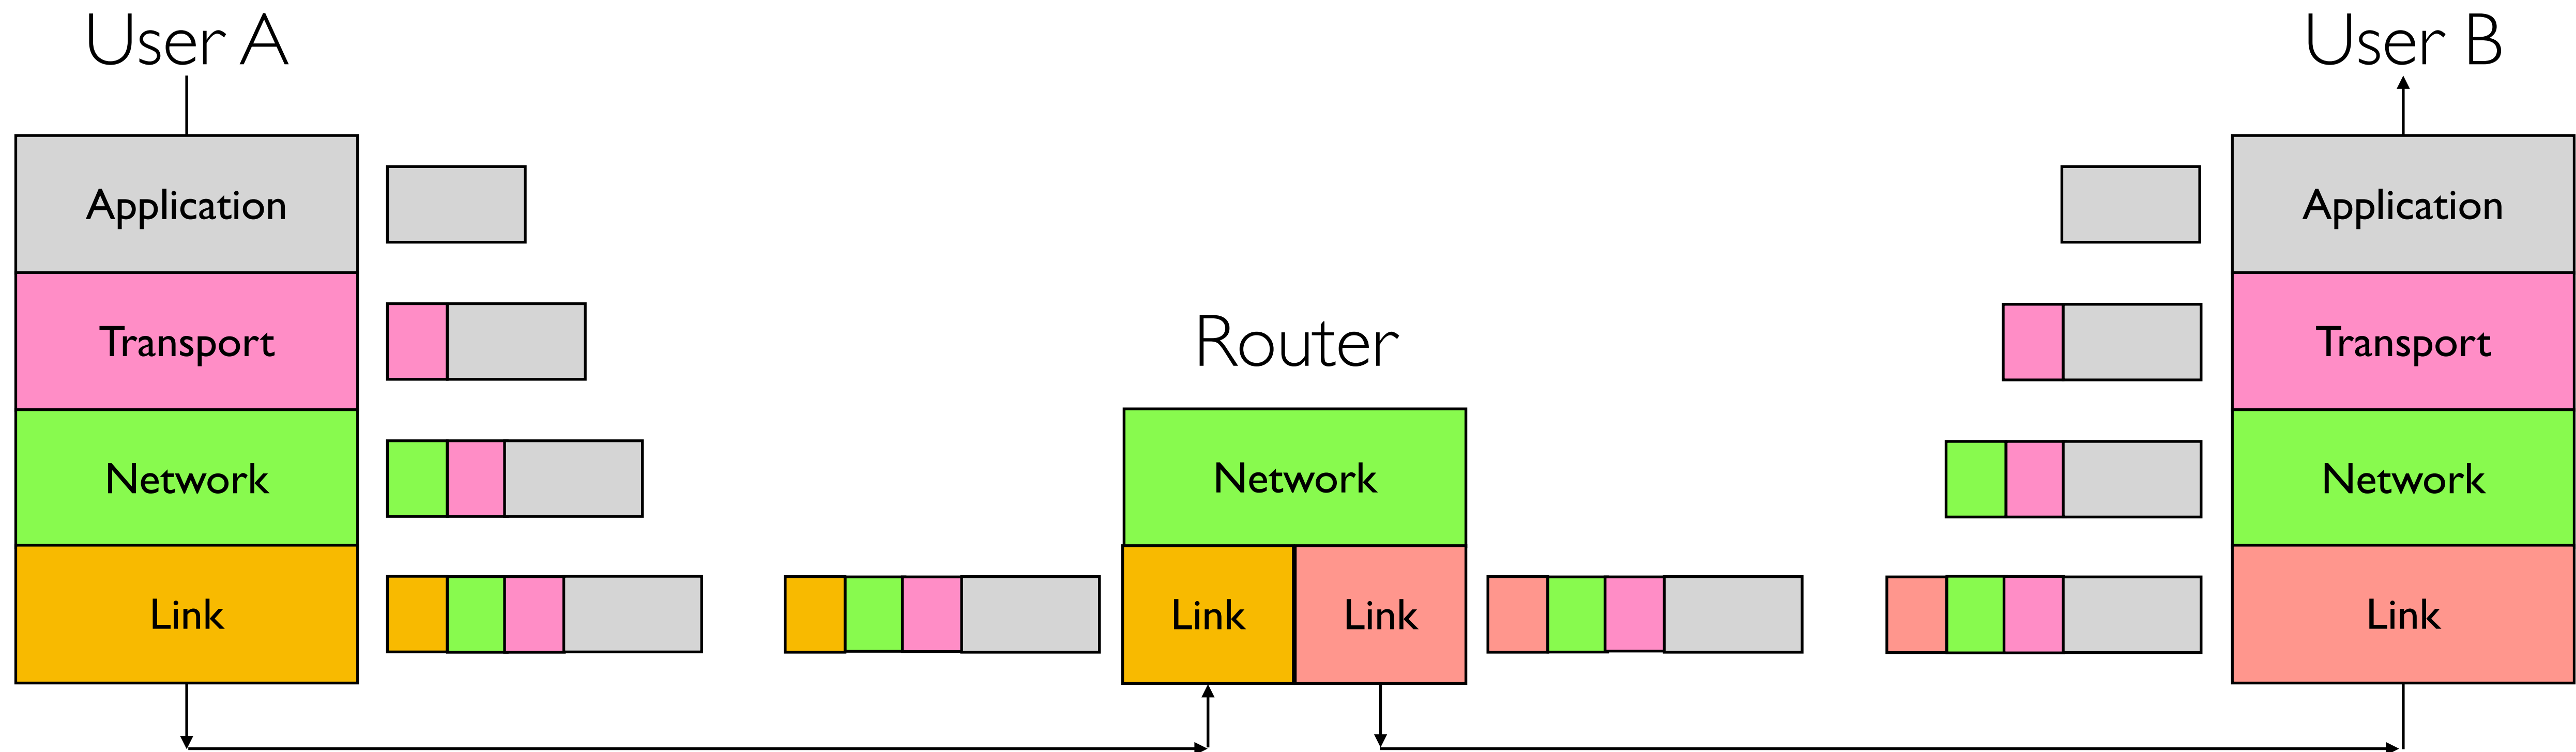 User A
Application
Transport
Network
Link
Router
Network
Link
Link
User B
Application
Transport
Network
Link